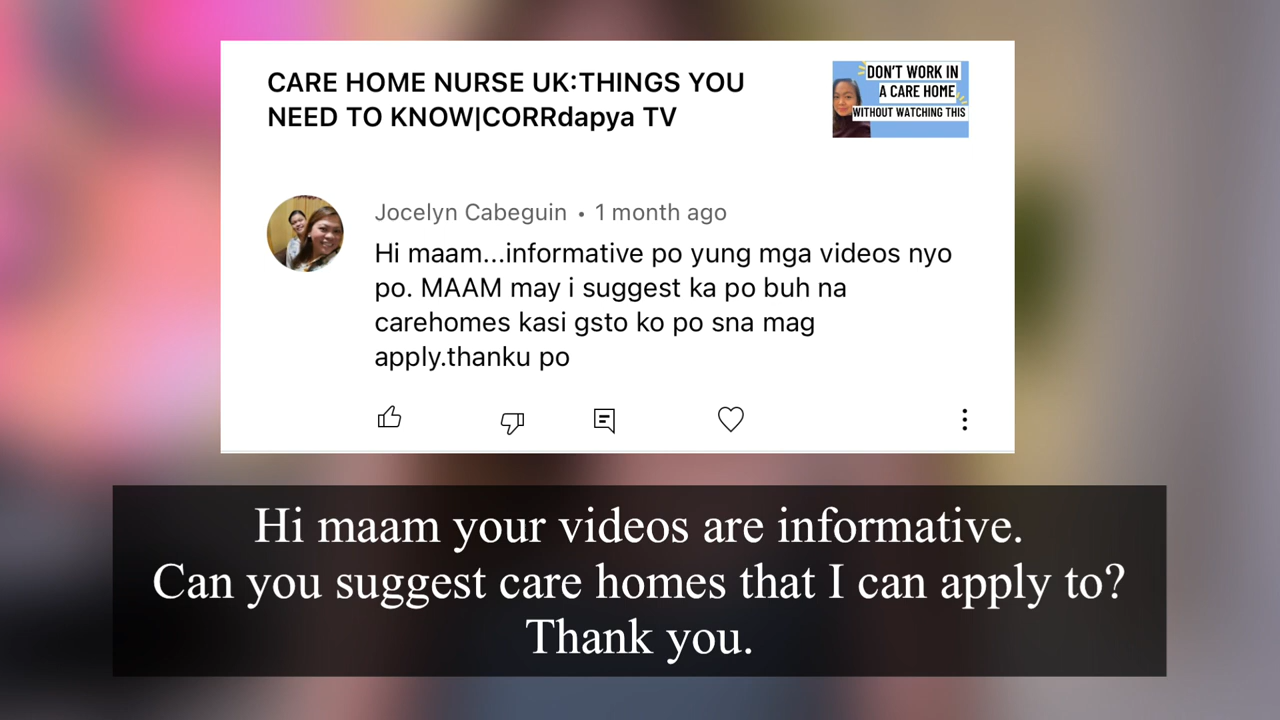 CARE HOME NURSE UK:THINGS YOU
NEED TO KNOW|CORRdapya TV
DON'T WORK IN
A CARE HOME
WITHOUT WATCHING THIS
Jocelyn Cabeguin • 1 month ago
Hi maam...informative po yung mga videos nyo
po. MAAM may i suggest ka po buh na
carehomes kasi gsto ko po sna mag
apply.thanku po
Hi maam your videos are informative.
Can you suggest care homes that I can apply to?
Thank you.